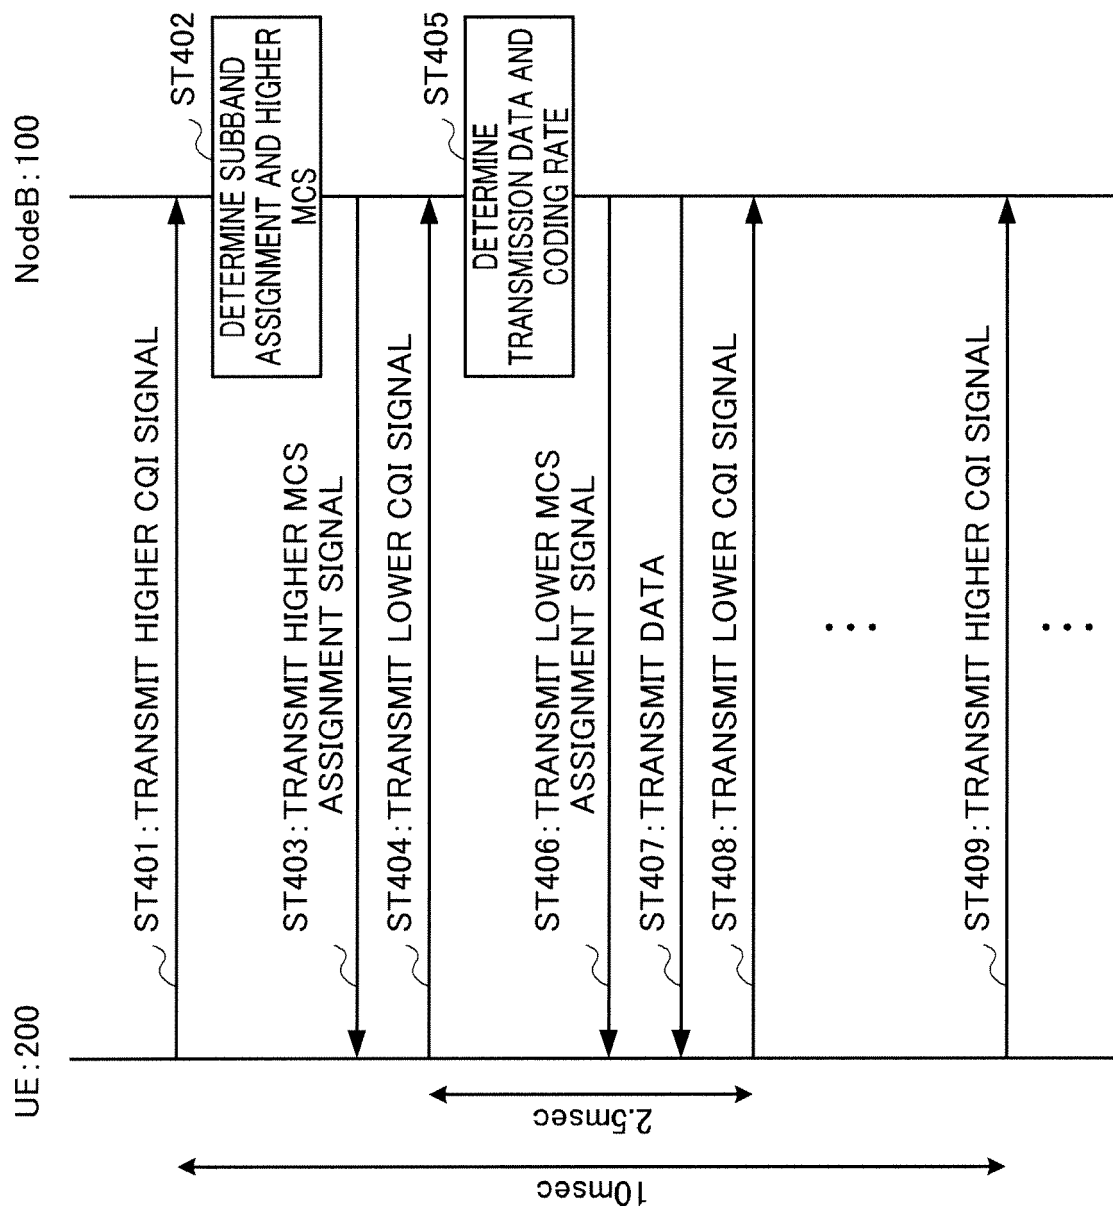 UE:200
NodeB:100
ST401:TRANSMIT HIGHER CQI SIGNAL
ST402
DETERMINE SUBBAND
ASSIGNMENT AND HIGHER
MCS
ST403:TRANSMIT HIGHER MCS
ASSIGNMENT SIGNAL
ST404:TRANSMIT LOWER CQI SIGNAL
ST405
DETERMINE
TRANSMISSION DATA AND
CODING RATE
ST406:TRANSMIT LOWER MCS
ASSIGNMENT SIGNAL
ST407:TRANSMIT DATA
ST408:TRANSMIT LOWER CQI SIGNAL
ST409:TRANSMIT HIGHER CQI SIGNAL
2.5msec
10msec